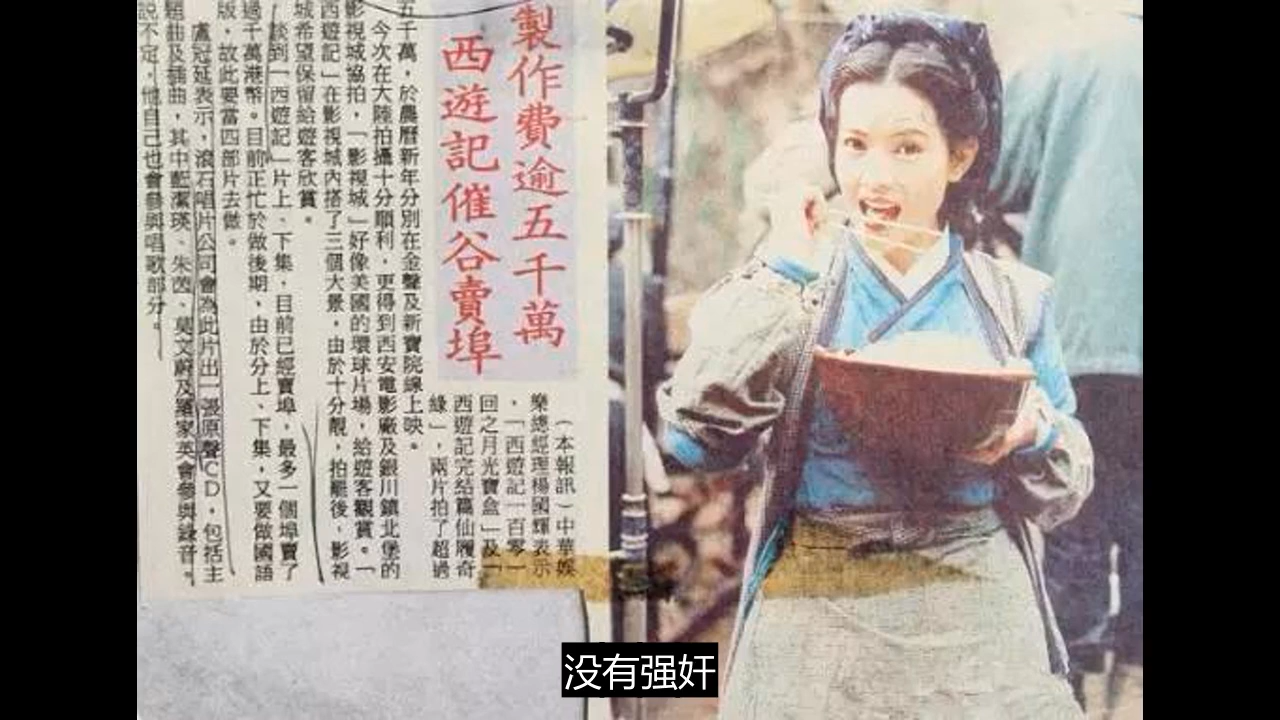 製作費逾五千萬
西遊記催谷賣埠
（本報訊）中華娛
樂總經理楊國輝表示
，「西遊記一百零一
回之月光寶盒」及「
西遊記完結篇仙履奇
緣」，兩片拍了超過
五千萬，於農曆新年分別在金聲及新寶院線上映。
今次在大陸拍攝十分順利，更得到西安電影廠及銀川鎮北堡的
影視城協拍，「影視城」好像美國的環球片場，給遊客觀賞。「
西遊記」在影視城內搭了三個大景，由於十分靚，拍罷後，影視
城希望保留給遊客欣賞。
談到「西遊記」片上、下集，目前已經賣埠，最多一個埠賣了
過千萬港幣。目前正忙於做後期，由於分上、下集，又要做國語
版，故此要當四部片去做。
盧冠延表示，滾石唱片公司會為此片出一張原聲CD，包括主
題曲及插曲，其中藍潔瑛、朱茵、莫文蔚及羅家英會參與錄音。
說不定，他自己也會參與唱歌部分。
没有强奸